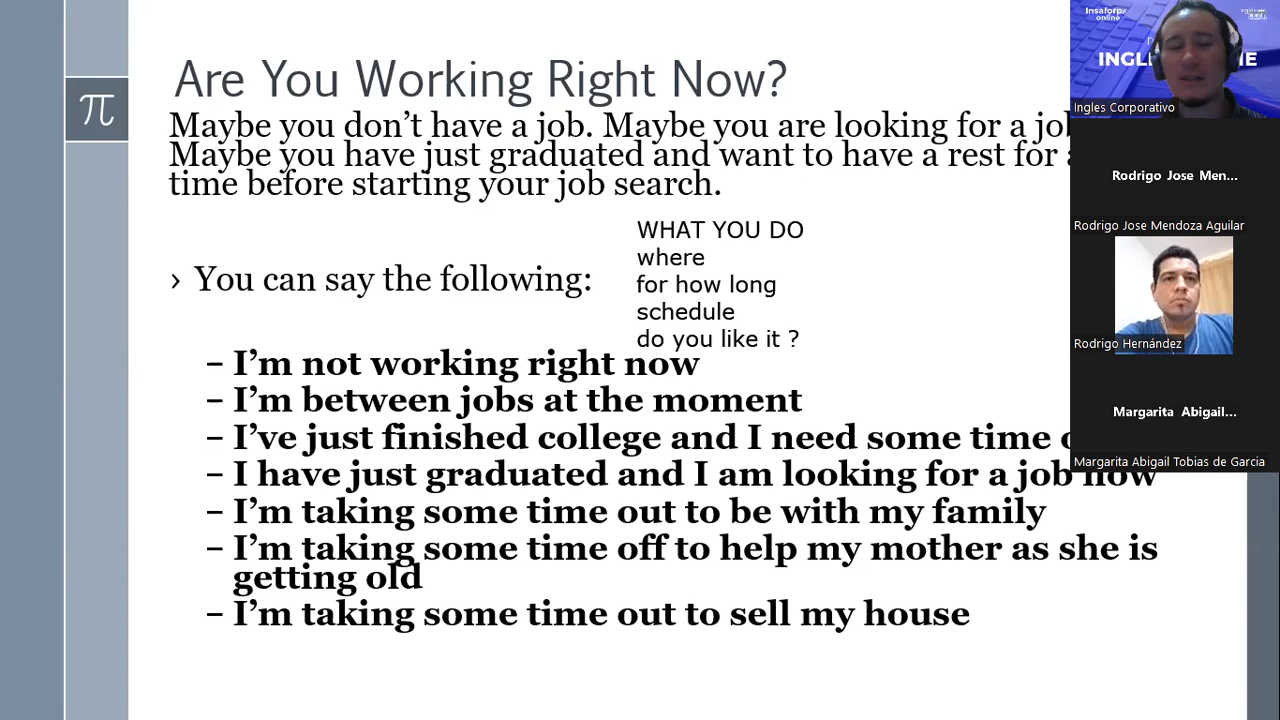 Are You Working Right Now?
π
Maybe you don't have a job. Maybe you are looking for a job
Maybe you have just graduated and want to have a rest for
time before starting your job search.
WHAT YOU DO
where
for how long
schedule
do you like it ?
› You can say the following:
– I'm not working right now
– I'm between jobs at the moment
– I've just finished college and I need some time
– I have just graduated and I am looking for a job now
– I'm taking some time out to be with my family
– I'm taking some time off to help my mother as she is
getting old
– I'm taking some time out to sell my house
Insaforp
online
Ingles Corporativo
Rodrigo Jose Men...
Rodrigo Jose Mendoza Aguilar
Rodrigo Hernández
Margarita Abigail...
Margarita Abigail Tobias de Garcia